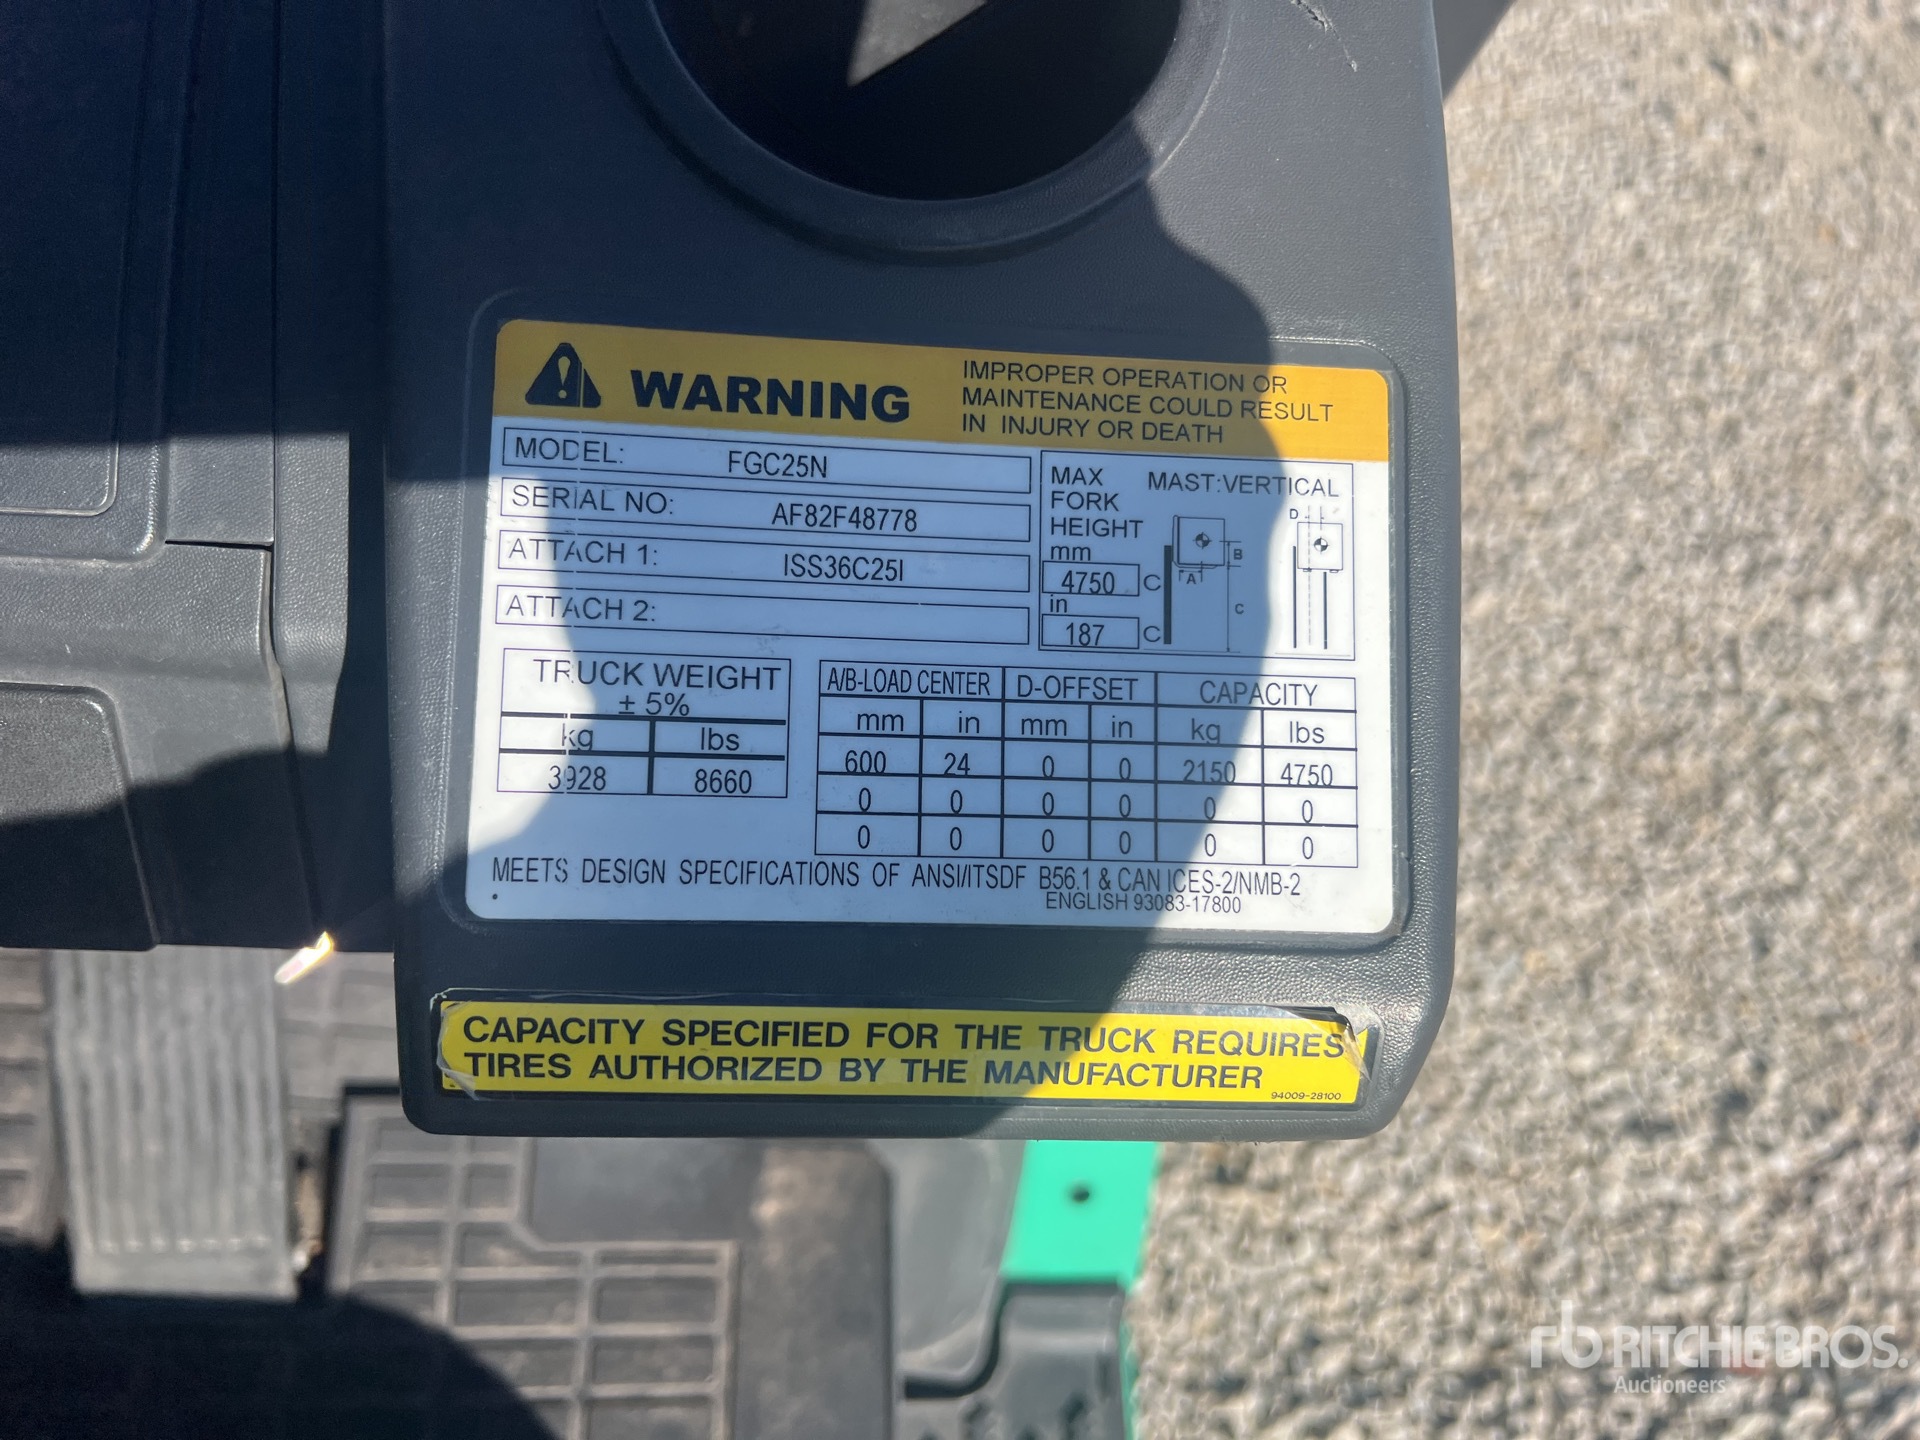 WARNING
IMPROPER OPERATION OR
MAINTENANCE COULD RESULT
IN INJURY OR DEATH
MODEL: FGC25N
SERIAL NO: AF82F48778
ATTACH 1: ISS36C25I
ATTACH 2:
MAX
FORK
HEIGHT
mm
4750 C
in
187 C
MAST:VERTICAL
D
B
A
C
TRUCK WEIGHT
± 5%
kg lbs
3928 8660
A/B-LOAD CENTER D-OFFSET CAPACITY
mm in mm in kg lbs
600 24 0 0 2150 4750
0 0 0 0 0 0
0 0 0 0 0 0
MEETS DESIGN SPECIFICATIONS OF ANSI/ITSDF B56.1 & CAN ICES-2/NMB-2
ENGLISH 93083-17800
CAPACITY SPECIFIED FOR THE TRUCK REQUIRES
TIRES AUTHORIZED BY THE MANUFACTURER
94009-28100
rb RITCHIE BROS.
Auctioneers